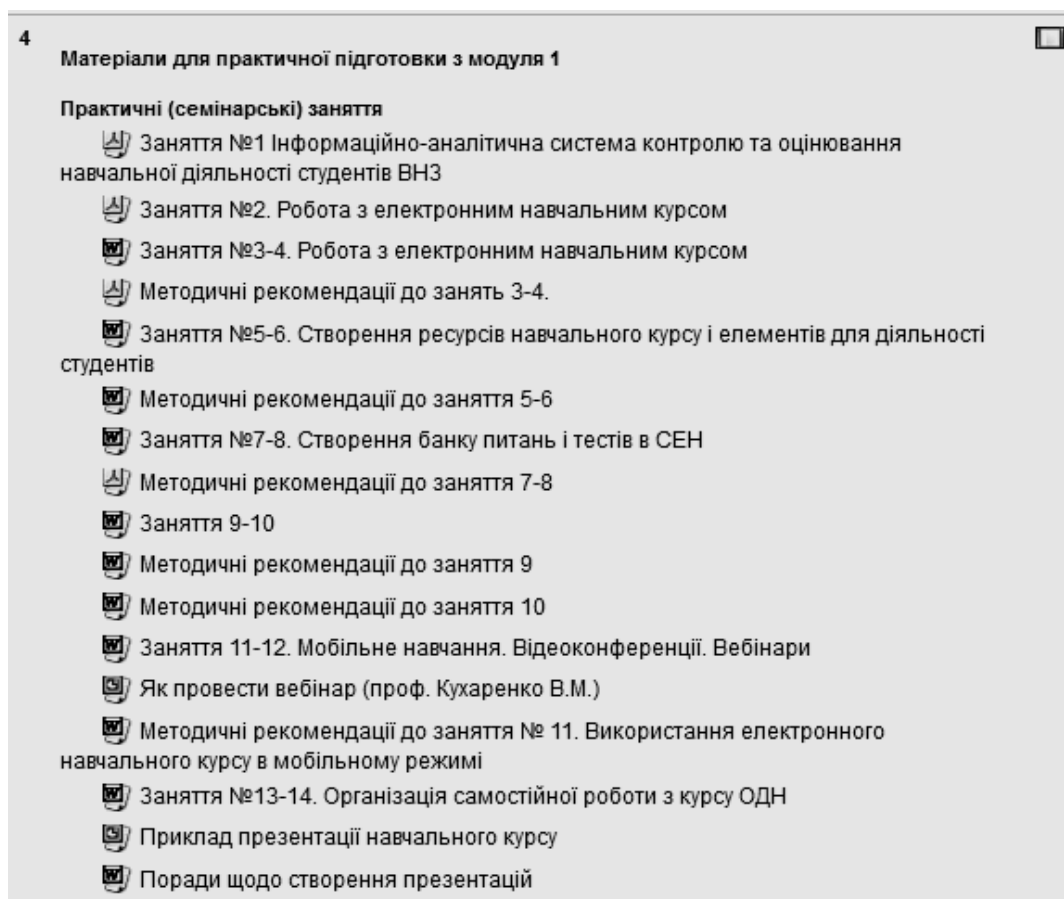 4
Матеріали для практичної підготовки з модуля 1
Практичні (семінарські) заняття
Заняття №1 Інформаційно-аналітична система контролю та оцінювання
навчальної діяльності студентів ВНЗ
Заняття №2. Робота з електронним навчальним курсом
Заняття №3-4. Робота з електронним навчальним курсом
Методичні рекомендації до занять 3-4.
Заняття №5-6. Створення ресурсів навчального курсу і елементів для діяльності
студентів
Методичні рекомендації до заняття 5-6
Заняття №7-8. Створення банку питань і тестів в СЕН
Методичні рекомендації до заняття 7-8
Заняття 9-10
Методичні рекомендації до заняття 9
Методичні рекомендації до заняття 10
Заняття 11-12. Мобільне навчання. Відеоконференції. Вебінари
Як провести вебінар (проф. Кухаренко В.М.)
Методичні рекомендації до заняття № 11. Використання електронного
навчального курсу в мобільному режимі
Заняття №13-14. Організація самостійної роботи з курсу ОДН
Приклад презентації навчального курсу
Поради щодо створення презентацій